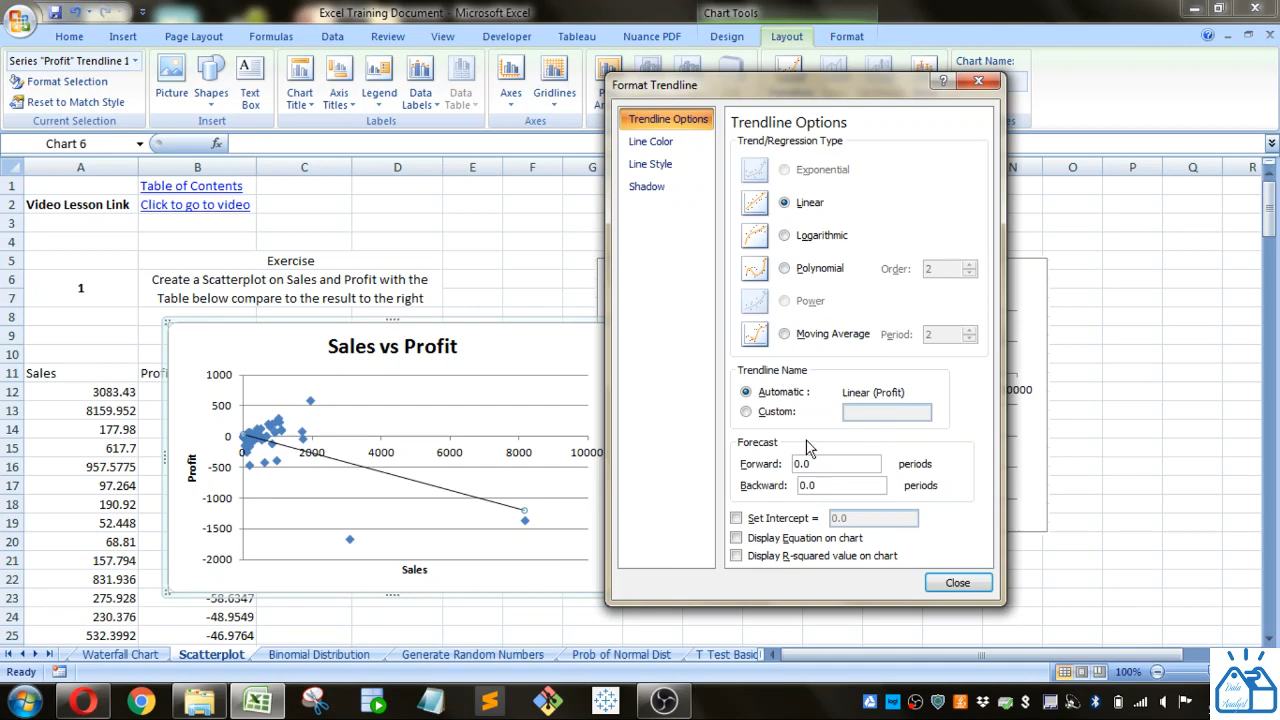 Excel Training Document - Microsoft Excel
Chart Tools
Home Insert Page Layout Formulas Data Review View Developer Tableau Nuance PDF Design Layout Format
Series "Profit" Trendline 1
Format Selection
Reset to Match Style
Current Selection
Picture Shapes Text Box
Insert
Chart Title Axis Titles Legend Data Labels Data Table
Labels
Axes Gridlines
Axes
Chart Name:
Chart 6
A B C D E F G N O P Q R
1 Table of Contents
2 Video Lesson Link Click to go to video
3
4
5 Exercise
6 Create a Scatterplot on Sales and Profit with the
1
7 Table below compare to the result to the right
8
9
10
11 Sales
12 3083.43
13 8159.952
14 177.98
15 617.7
16 957.5775
17 97.264
18 190.92
19 52.448
20 68.81
21 157.794
22 831.936
23 275.928 -58.6347
24 230.376 -48.9549
25 532.3992 -46.9764
Sales vs Profit
1000
500
0
-500
-1000
-1500
-2000
0 2000 4000 6000 8000
Profit
Sales
Format Trendline
Trendline Options
Line Color
Line Style
Shadow
Trendline Options
Trend/Regression Type
Exponential
Linear
Logarithmic
Polynomial Order: 2
Power
Moving Average Period: 2
Trendline Name
Automatic : Linear (Profit)
Custom:
Forecast
Forward: 0.0 periods
Backward: 0.0 periods
Set Intercept = 0.0
Display Equation on chart
Display R-squared value on chart
Close
Waterfall Chart Scatterplot Binomial Distribution Generate Random Numbers Prob of Normal Dist T Test Basic
Ready
100%
Data
Analyst